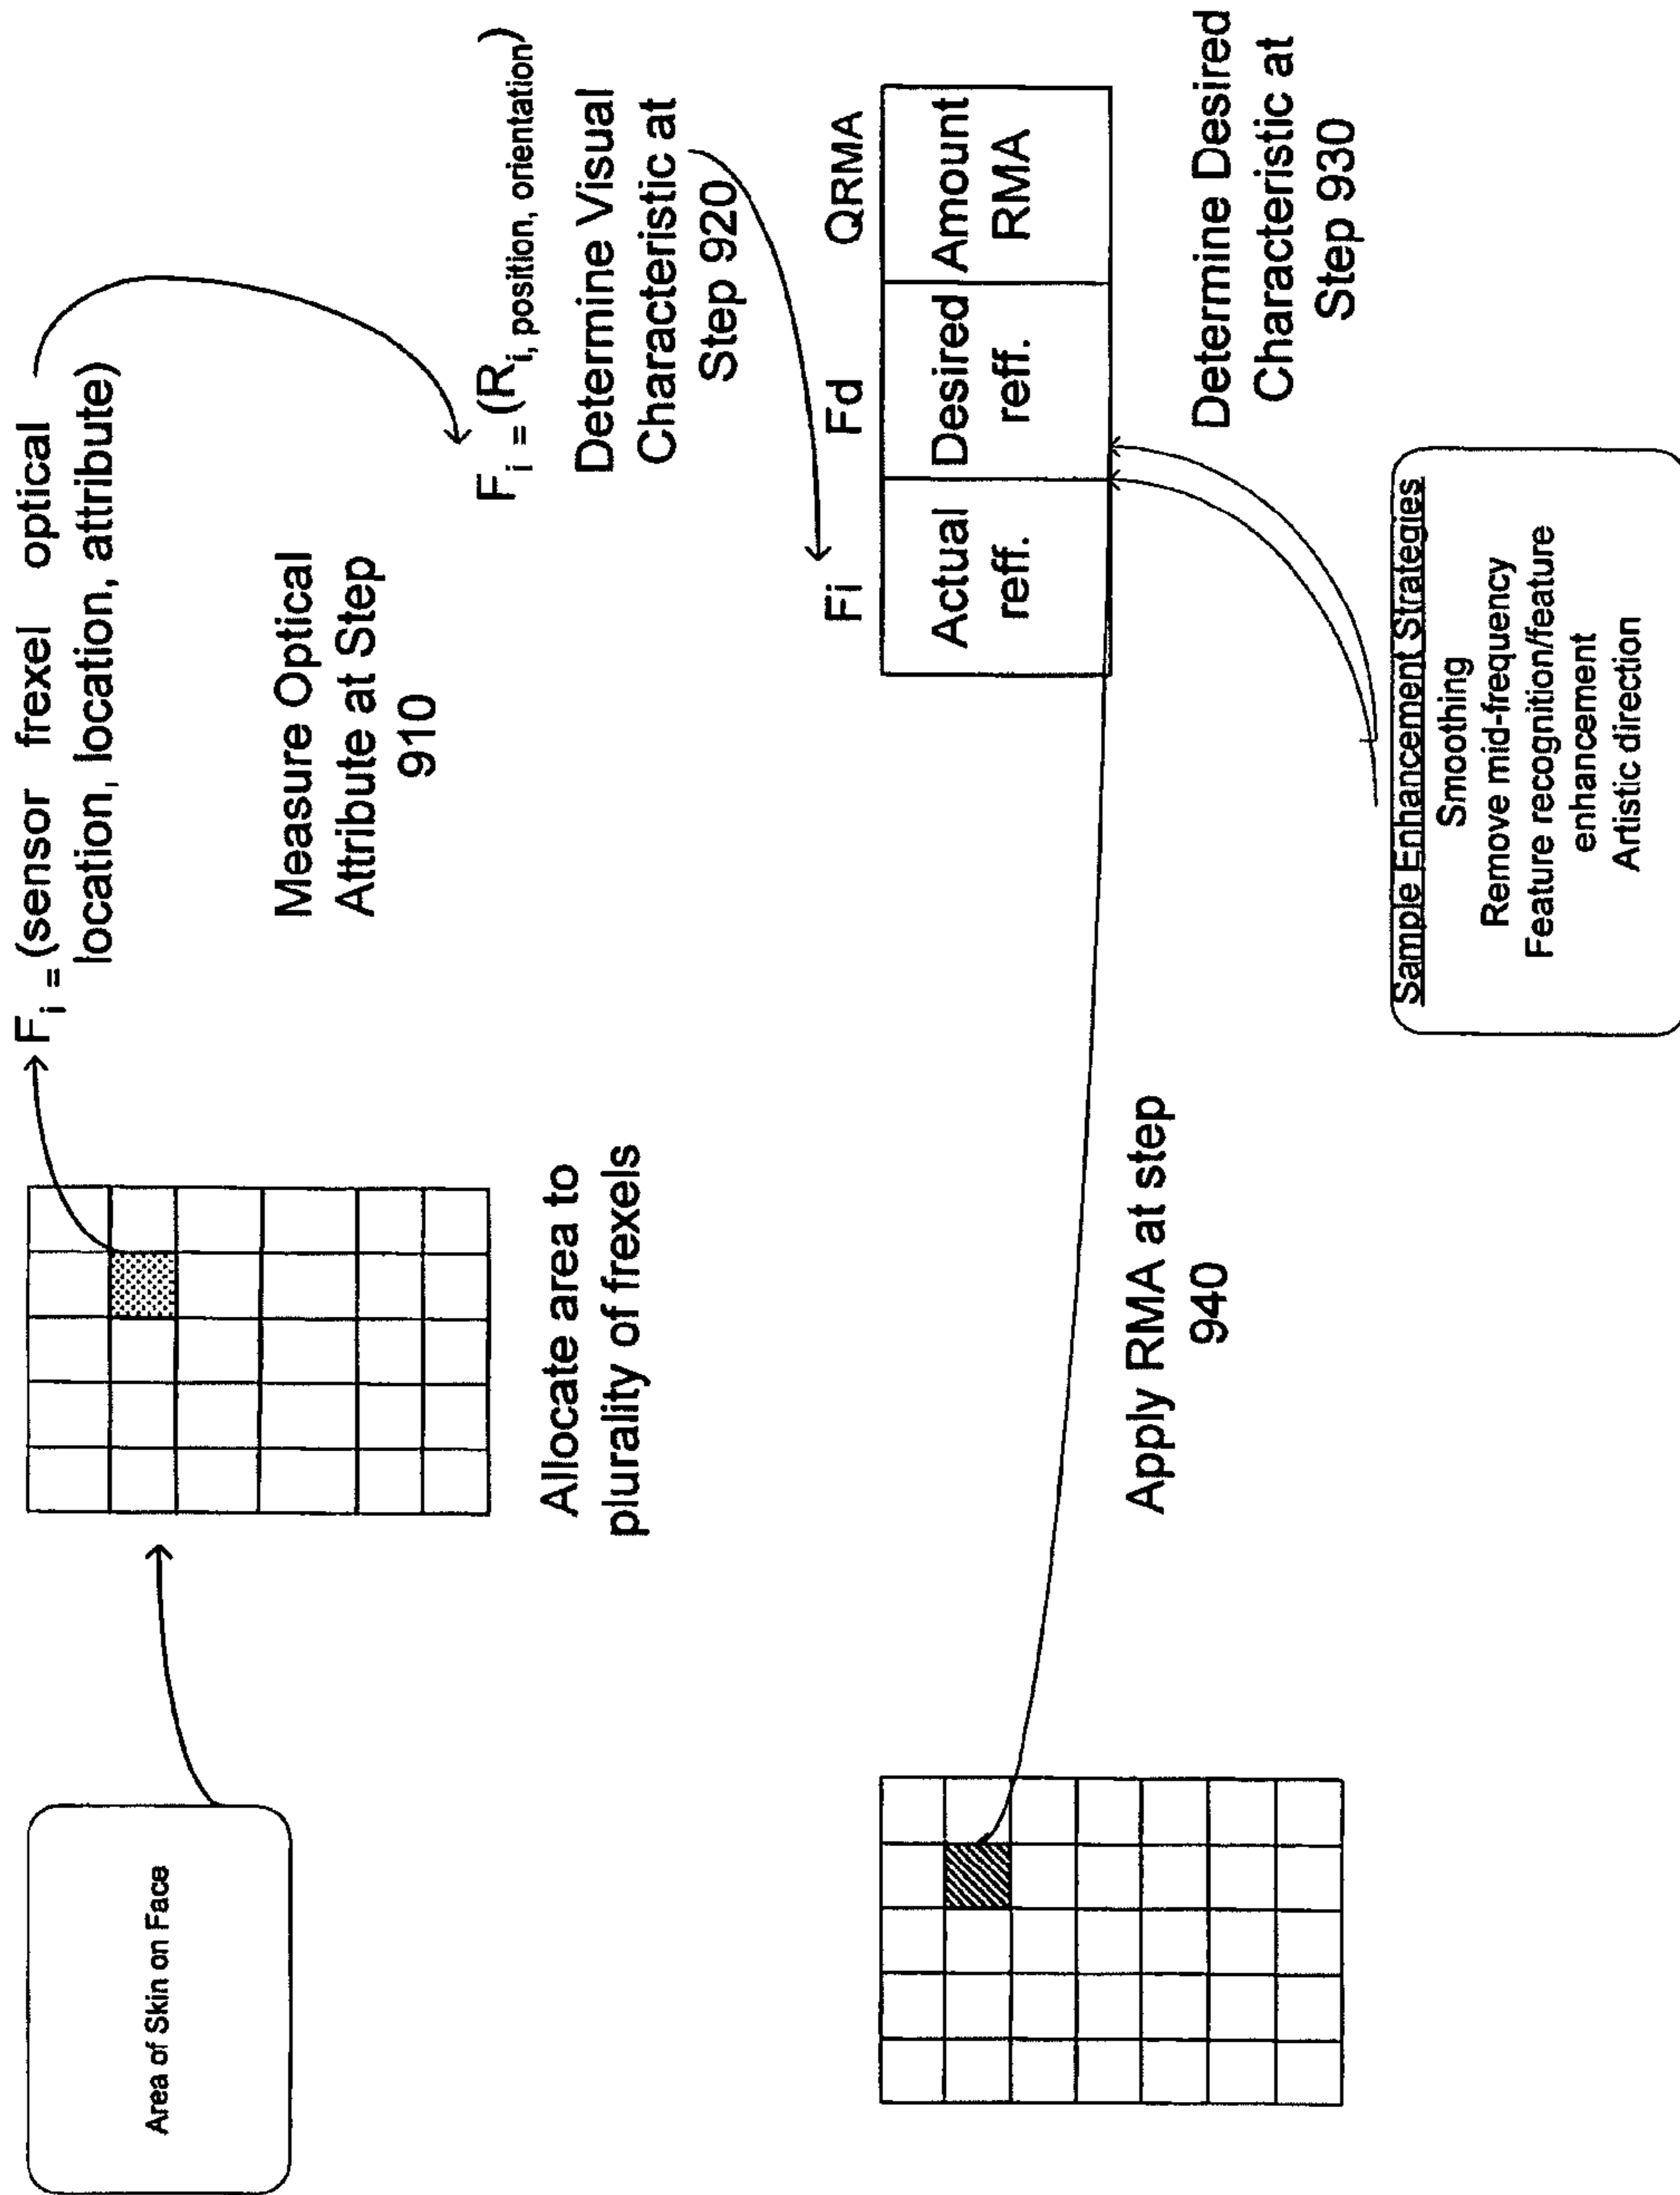 Area of Skin on Face
Allocate area to
plurality of frexels
F i = (sensor frexel optical
location, location, attribute)
Measure Optical
Attribute at Step
910
F i = (R i, position, orientation )
Determine Visual
Characteristic at
Step 920
Fi Fd QRMA
Actual Desired Amount
reff. reff. RMA
Determine Desired
Characteristic at
Step 930
Sample Enhancement Strategies
Smoothing
Remove mid-frequency
Feature recognition/feature
enhancement
Artistic direction
Apply RMA at step
940